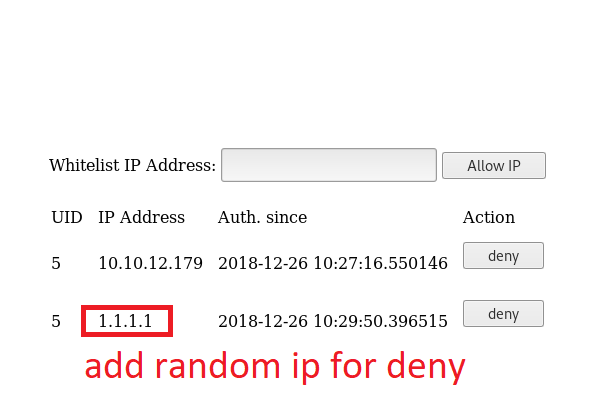 Whitelist IP Address: Allow IP
UID IP Address Auth. since Action
5 10.10.12.179 2018-12-26 10:27:16.550146 deny
5 1.1.1.1 2018-12-26 10:29:50.396515 deny
add random ip for deny